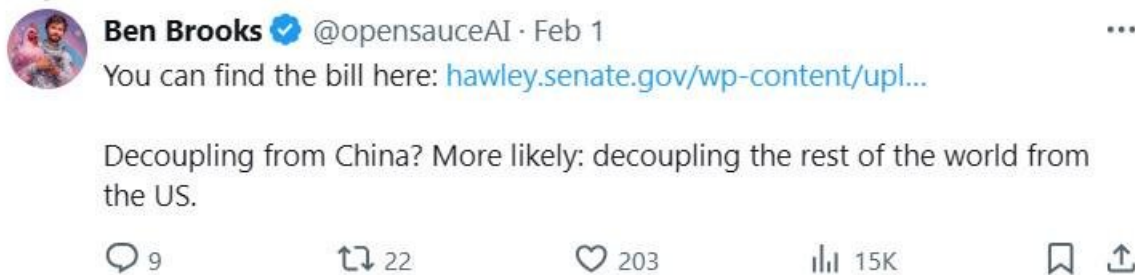 Ben Brooks @opensauceAI · Feb 1
You can find the bill here: hawley.senate.gov/wp-content/upl...
Decoupling from China? More likely: decoupling the rest of the world from
the US.
9 22 203 15K